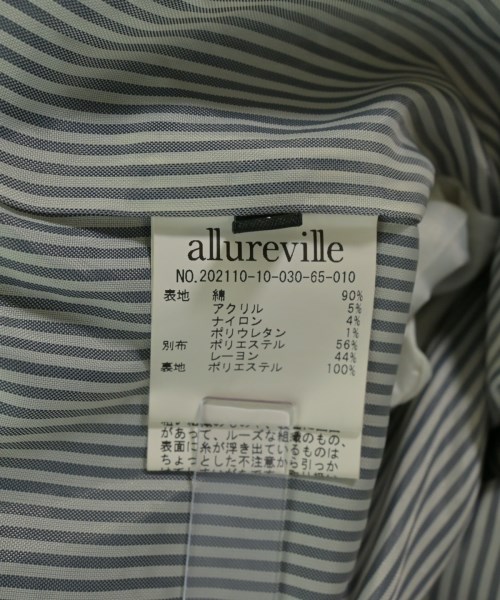 allureville
NO.202110-10-030-65-010
表地 綿 90%
アクリル 5%
ナイロン 4%
ポリウレタン 1%
別布 ポリエステル 56%
レーヨン 44%
裏地 ポリエステル 100%
があって、ルーズな組織のもの、
表面に糸が浮き出ているものは
ちょっとした不注意から引っか